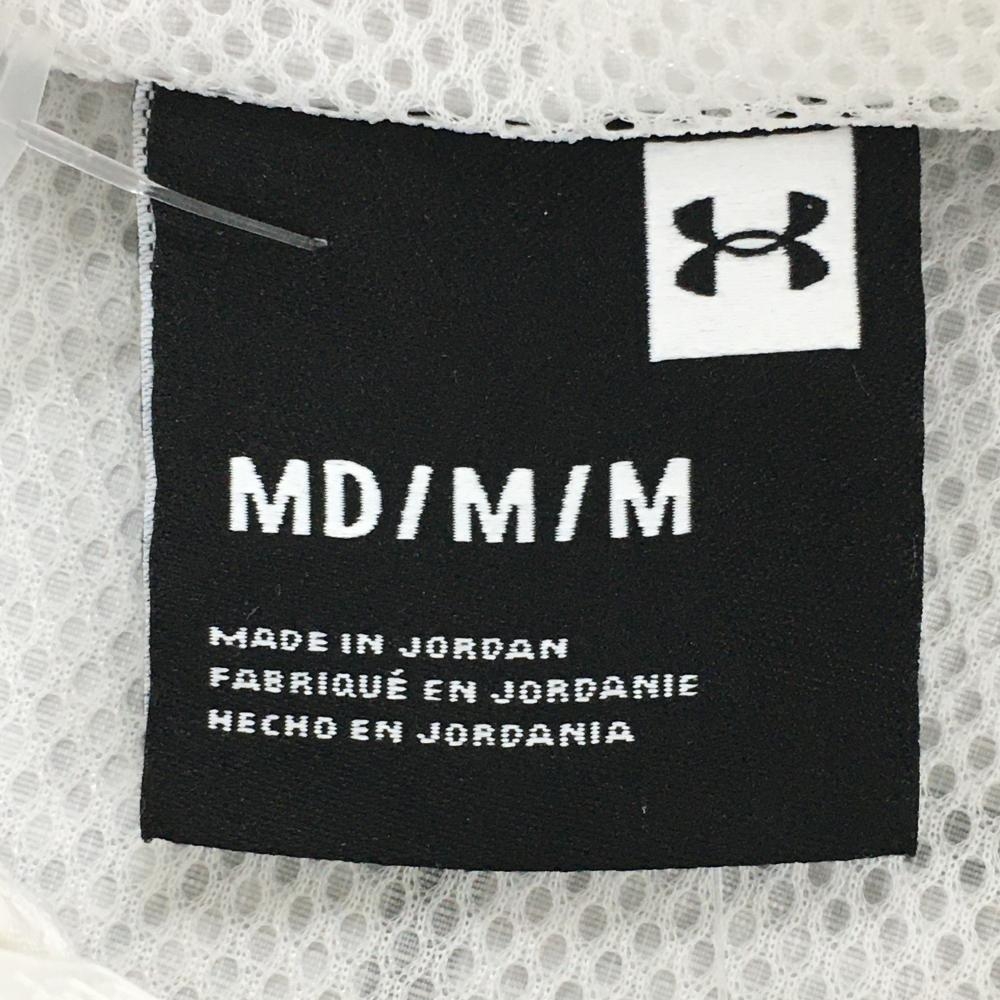 MD/M/M
MADE IN JORDAN
FABRIQUÉ EN JORDANIE
HECHO EN JORDANIA